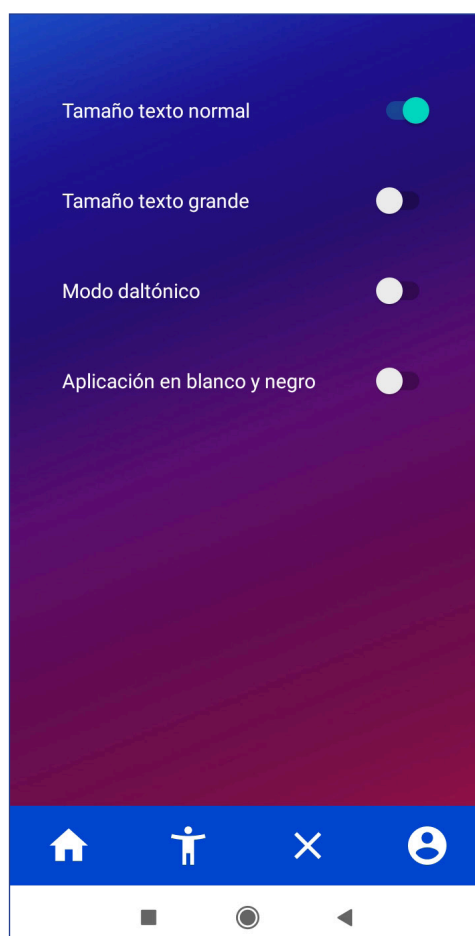 Tamaño texto normal
Tamaño texto grande
Modo daltónico
Aplicación en blanco y negro